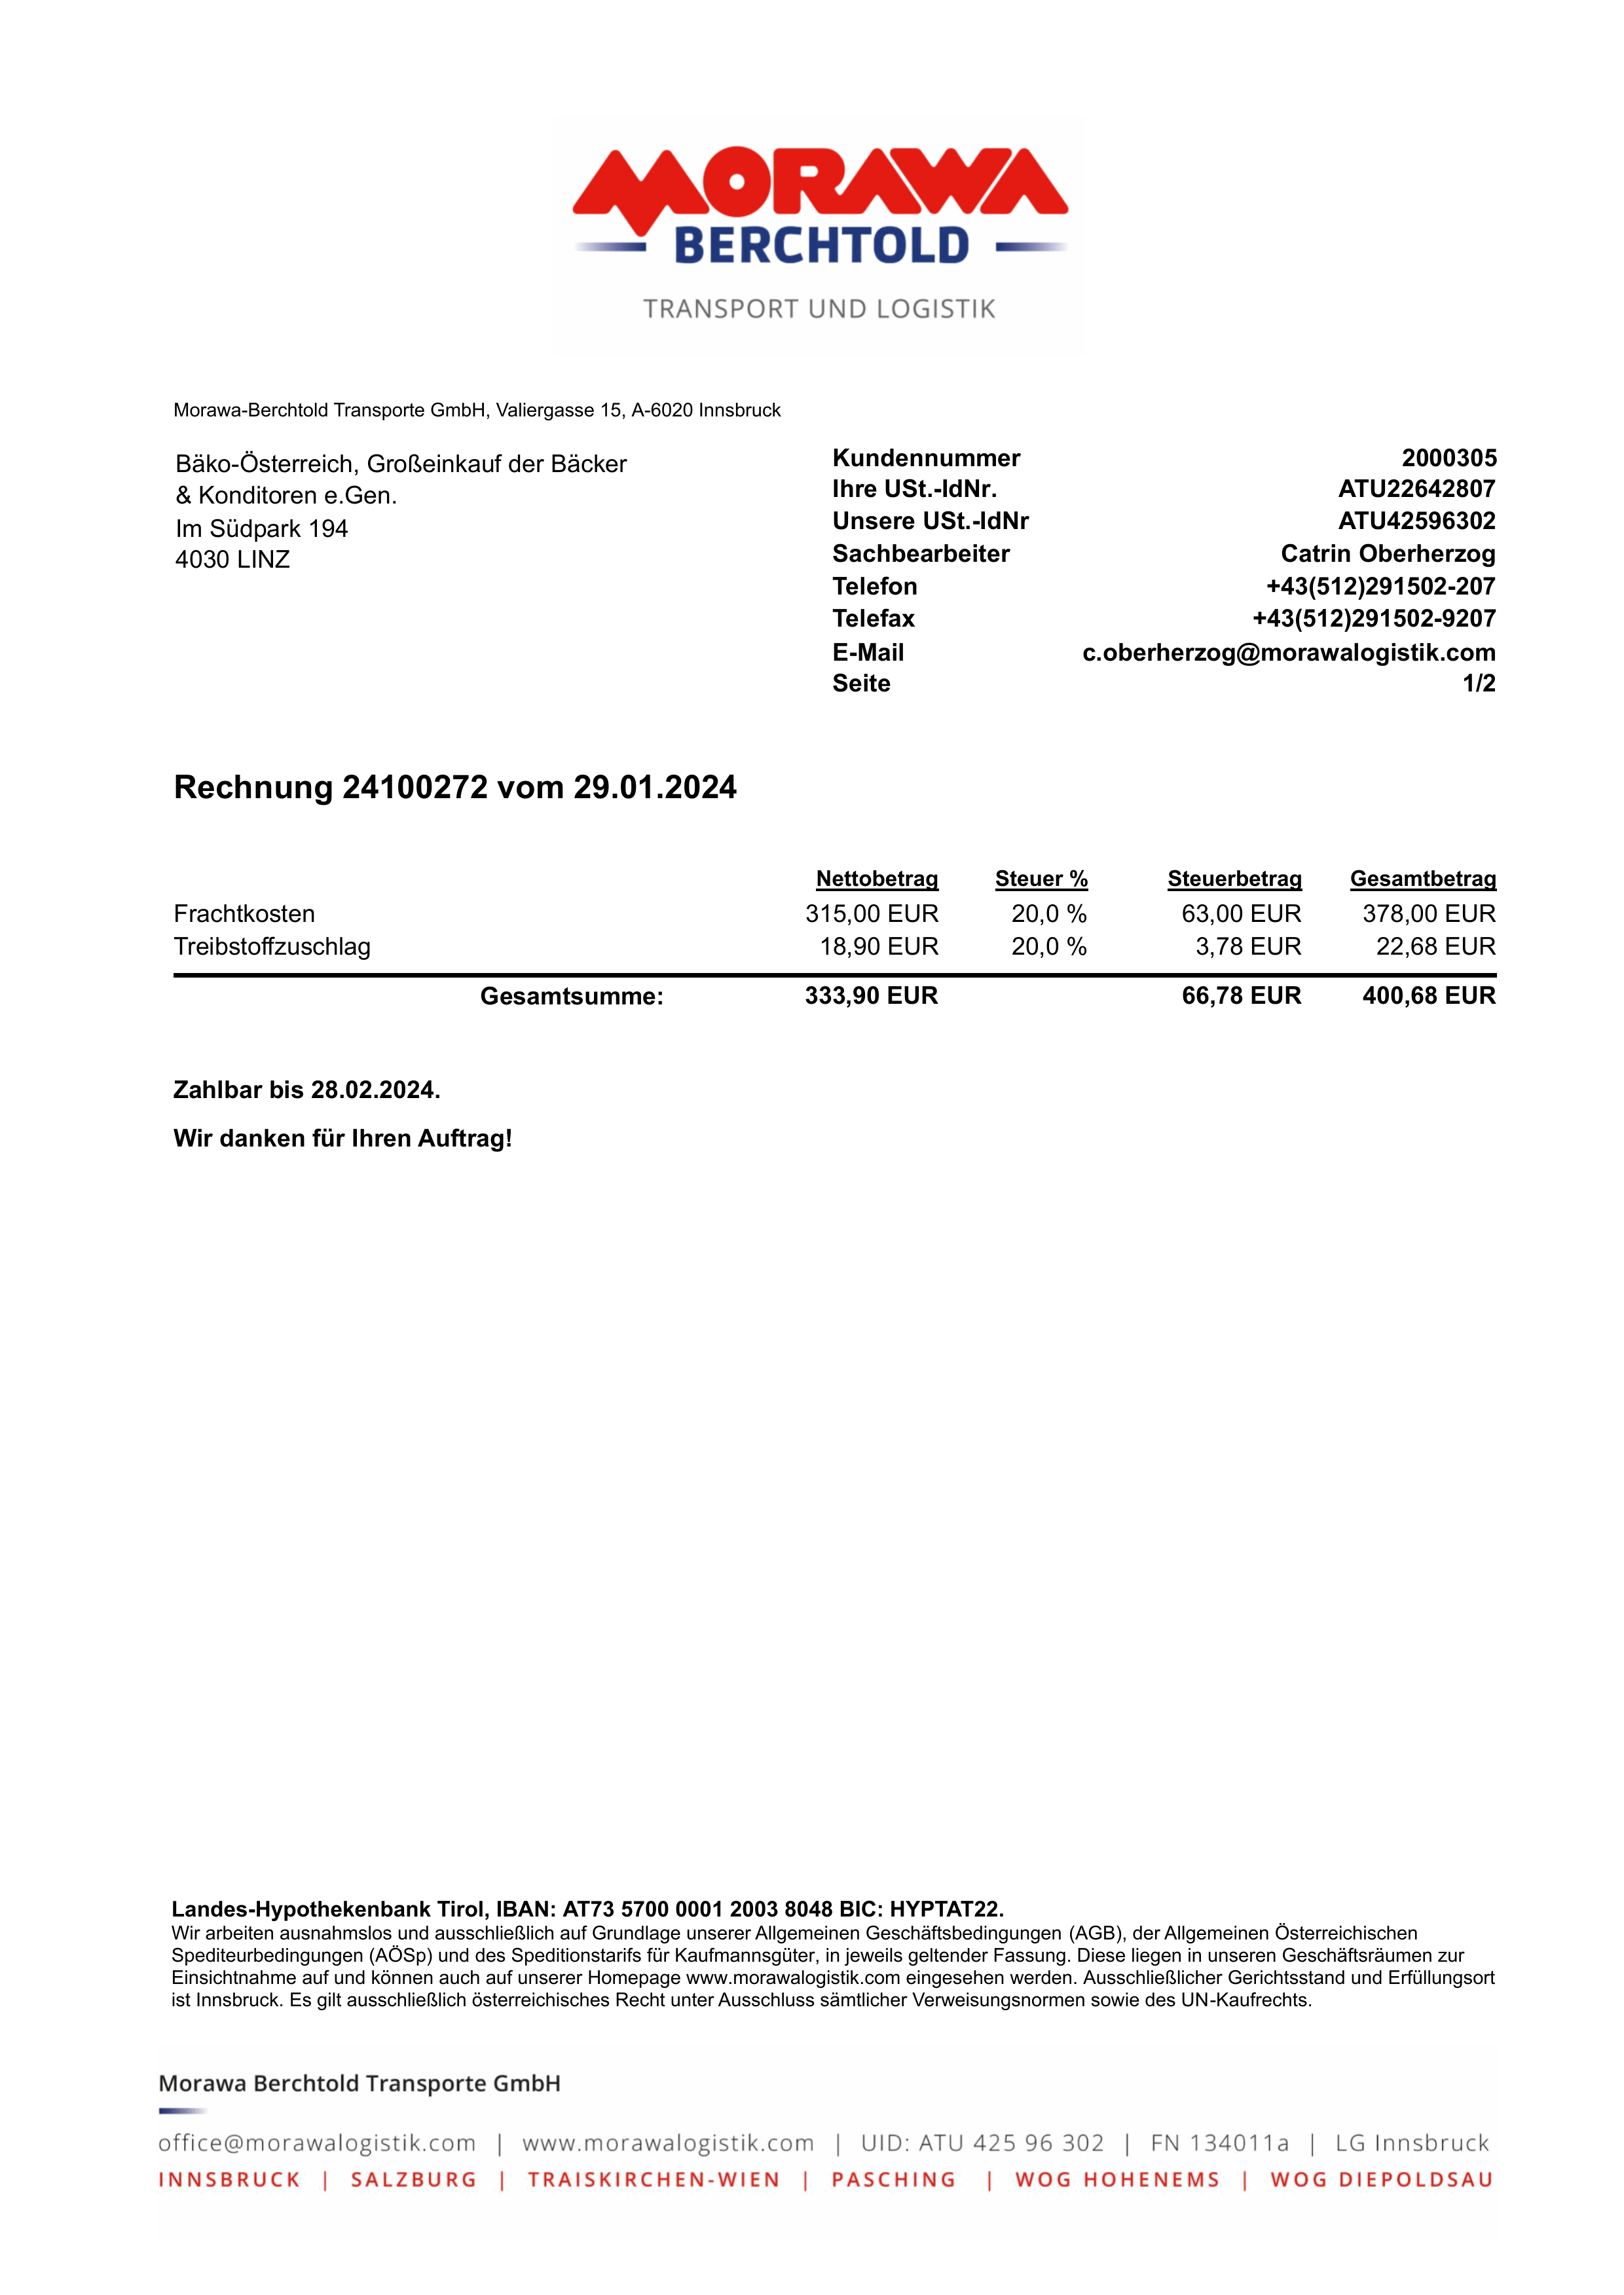 MORAWA
BERCHTOLD
TRANSPORT UND LOGISTIK
Morawa-Berchtold Transporte GmbH, Valiergasse 15, A-6020 Innsbruck
Bäko-Österreich, Großeinkauf der Bäcker
& Konditoren e.Gen.
Im Südpark 194
4030 LINZ
Kundennummer 2000305
Ihre USt.-IdNr. ATU22642807
Unsere USt.-IdNr ATU42596302
Sachbearbeiter Catrin Oberherzog
Telefon +43(512)291502-207
Telefax +43(512)291502-9207
E-Mail c.oberherzog@morawalogistik.com
Seite 1/2
Rechnung 24100272 vom 29.01.2024
Nettobetrag Steuer % Steuerbetrag Gesamtbetrag
Frachtkosten 315,00 EUR 20,0 % 63,00 EUR 378,00 EUR
Treibstoffzuschlag 18,90 EUR 20,0 % 3,78 EUR 22,68 EUR
Gesamtsumme: 333,90 EUR 66,78 EUR 400,68 EUR
Zahlbar bis 28.02.2024.
Wir danken für Ihren Auftrag!
Landes-Hypothekenbank Tirol, IBAN: AT73 5700 0001 2003 8048 BIC: HYPTAT22.
Wir arbeiten ausnahmslos und ausschließlich auf Grundlage unserer Allgemeinen Geschäftsbedingungen (AGB), der Allgemeinen Österreichischen
Spediteurbedingungen (AÖSp) und des Speditionstarifs für Kaufmannsgüter, in jeweils geltender Fassung. Diese liegen in unseren Geschäftsräumen zur
Einsichtnahme auf und können auch auf unserer Homepage www.morawalogistik.com eingesehen werden. Ausschließlicher Gerichtsstand und Erfüllungsort
ist Innsbruck. Es gilt ausschließlich österreichisches Recht unter Ausschluss sämtlicher Verweisungsnormen sowie des UN-Kaufrechts.
Morawa Berchtold Transporte GmbH
office@morawalogistik.com | www.morawalogistik.com | UID: ATU 425 96 302 | FN 134011a | LG Innsbruck
INNSBRUCK | SALZBURG | TRAISKIRCHEN-WIEN | PASCHING | WOG HOHENEMS | WOG DIEPOLDSAU